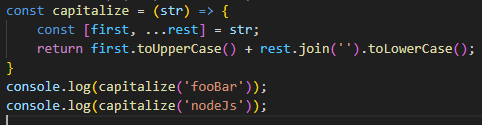 const capitalize = (str) => {
    const [first, ...rest] = str;
    return first.toUpperCase() + rest.join('').toLowerCase();
}
console.log(capitalize('fooBar'));
console.log(capitalize('nodeJs'));